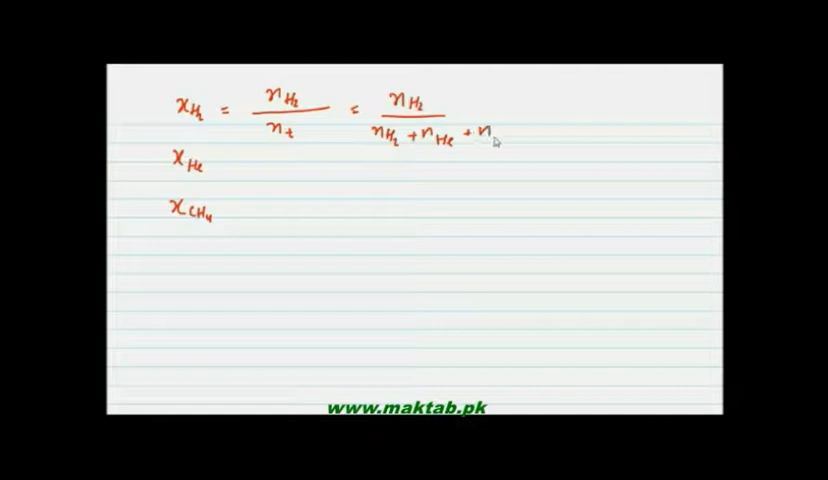 x_H₂ = n_H₂ / n_t = n_H₂ / n_H₂ + n_He + n
x_He
x_CH₄
www.maktab.pk